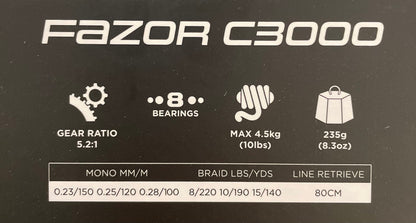 FAZOR C3000
8
GEAR RATIO
5.2:1
BEARINGS
MAX 4.5kg
(10lbs)
235g
(8.3oz)
MONO MM/M BRAID LBS/YDS LINE RETRIEVE
0.23/150 0.25/120 0.28/100 8/220 10/190 15/140 80CM